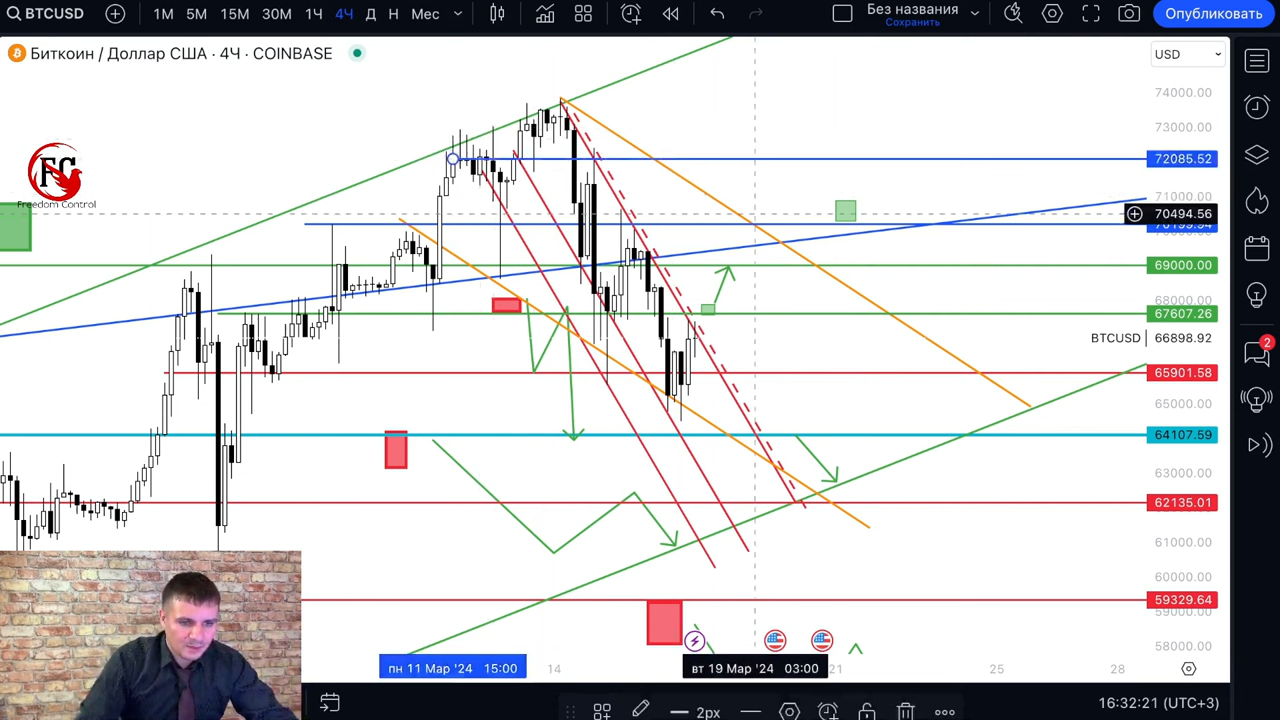 BTCUSD
1М 5М 15М 30М 1Ч 4Ч Д Н Мес
Без названия
Сохранить
Опубликовать
Биткоин / Доллар США · 4Ч · COINBASE
USD
FC
Freedom Control
74000.00
73000.00
72085.52
71000.00
70494.56
69000.00
68000.00
67607.26
BTCUSD 66898.92
65901.58
65000.00
64107.59
63000.00
62135.01
61000.00
60000.00
59329.64
58000.00
2
пн 11 Мар '24 15:00
14
вт 19 Мар '24 03:00
21
25
28
16:32:21 (UTC+3)
2px